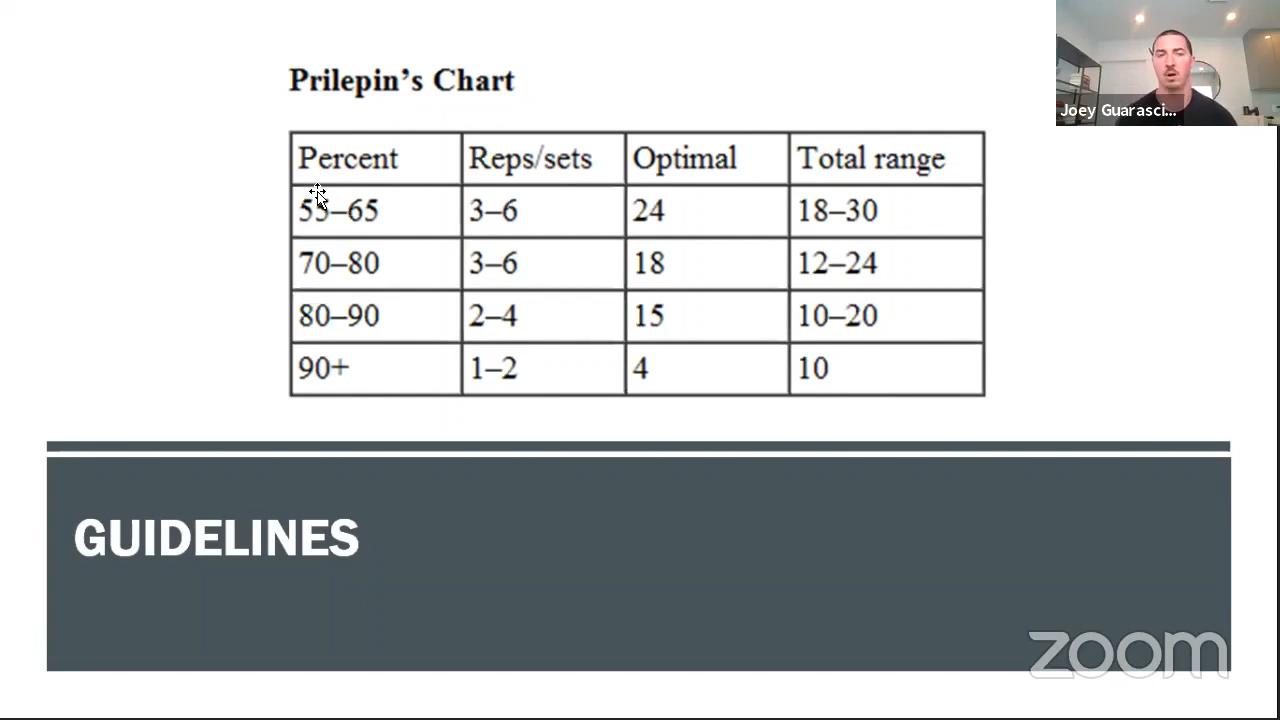 Prilepin's Chart
Percent Reps/sets Optimal Total range
55–65 3–6 24 18–30
70–80 3–6 18 12–24
80–90 2–4 15 10–20
90+ 1–2 4 10
GUIDELINES
Joey Guarasci...
zoom